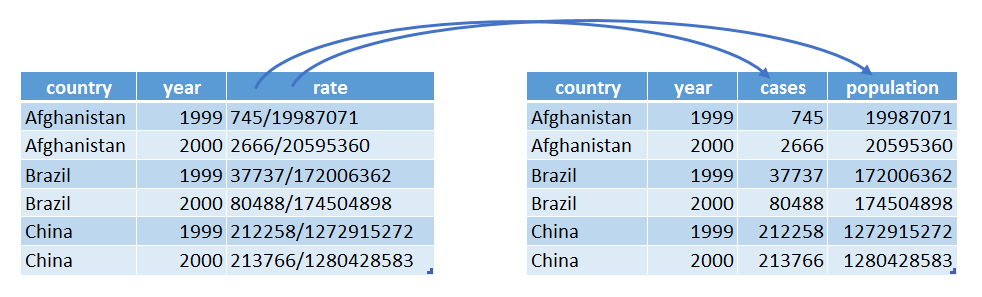 country year rate
Afghanistan 1999 745/19987071
Afghanistan 2000 2666/20595360
Brazil 1999 37737/172006362
Brazil 2000 80488/174504898
China 1999 212258/1272915272
China 2000 213766/1280428583
country year cases population
Afghanistan 1999 745 19987071
Afghanistan 2000 2666 20595360
Brazil 1999 37737 172006362
Brazil 2000 80488 174504898
China 1999 212258 1272915272
China 2000 213766 1280428583